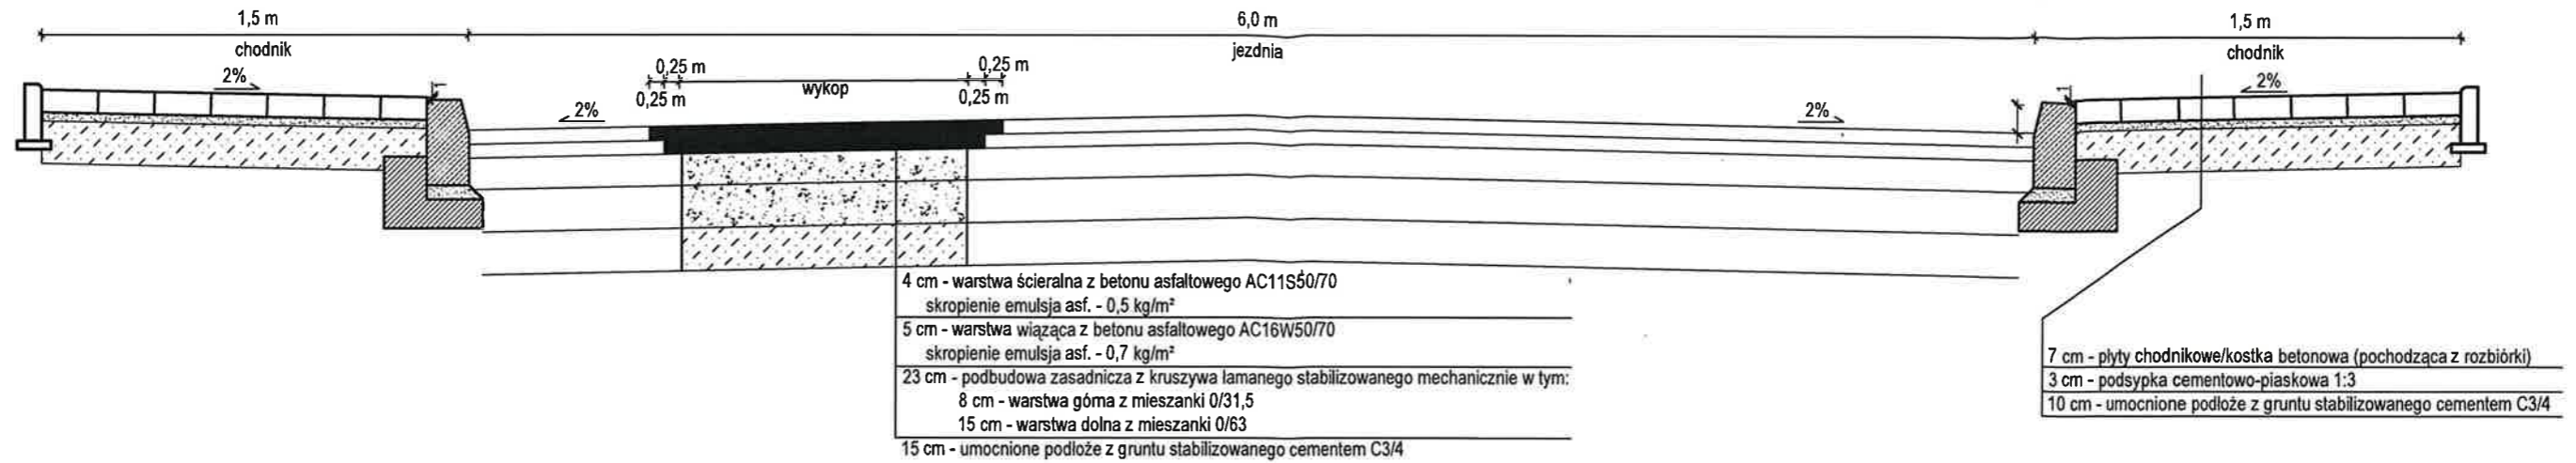 1,5 m
6,0 m
1,5 m
chodnik
jezdnia
chodnik
2%
0,25 m
0,25 m
2%
1
wykop
1
0,25 m
0,25 m
2%
2%
4 cm - warstwa ścieralna z betonu asfaltowego AC11S50/70
skropienie emulsja asf. - 0,5 kg/m²
5 cm - warstwa wiążąca z betonu asfaltowego AC16W50/70
skropienie emulsja asf. - 0,7 kg/m²
23 cm - podbudowa zasadnicza z kruszywa łamanego stabilizowanego mechanicznie w tym:
8 cm - warstwa górna z mieszanki 0/31,5
15 cm - warstwa dolna z mieszanki 0/63
15 cm - umocnione podłoże z gruntu stabilizowanego cementem C3/4
7 cm - płyty chodnikowe/kostka betonowa (pochodząca z rozbiórki)
3 cm - podsypka cementowo-piaskowa 1:3
10 cm - umocnione podłoże z gruntu stabilizowanego cementem C3/4